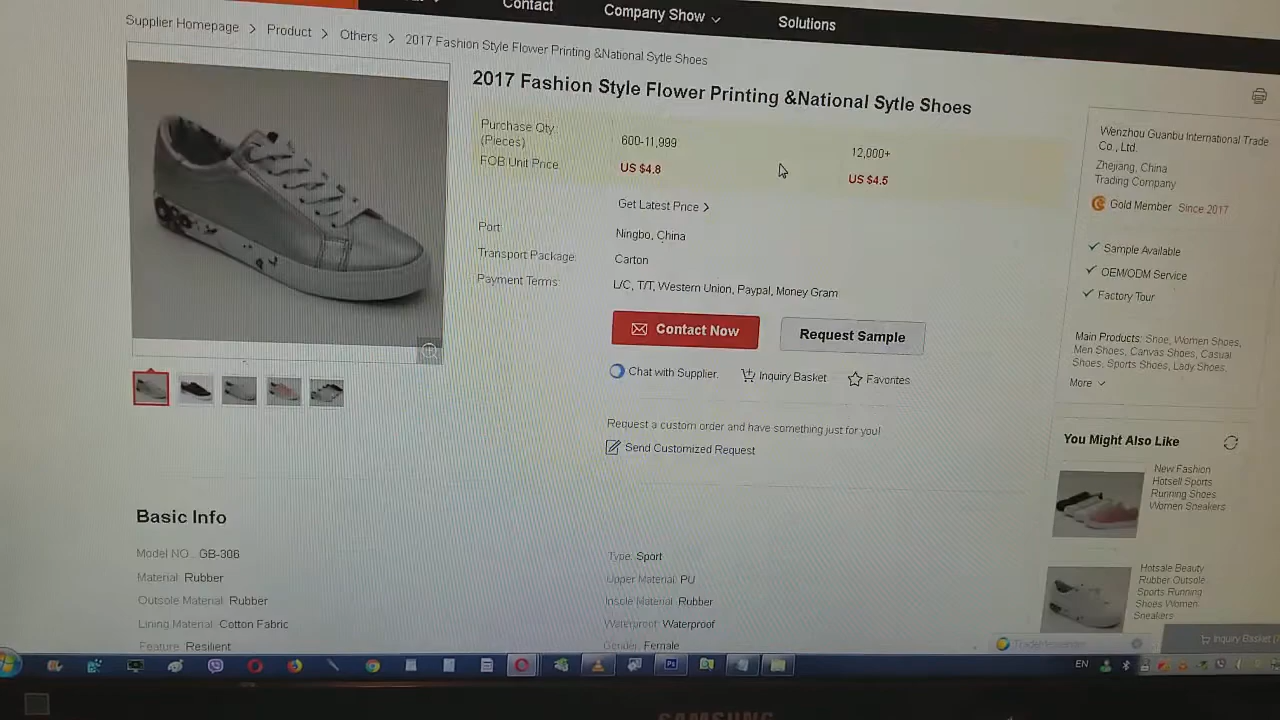 Contact
Company Show
Solutions
Supplier Homepage > Product > Others > 2017 Fashion Style Flower Printing &National Sytle Shoes
2017 Fashion Style Flower Printing &National Sytle Shoes
Purchase Qty.
(Pieces)
600-11,999
12,000+
FOB Unit Price
US $4.8
US $4.5
Get Latest Price >
Port:
Ningbo, China
Transport Package:
Carton
Payment Terms:
L/C, T/T, Western Union, Paypal, Money Gram
Contact Now
Request Sample
Chat with Supplier.
Inquiry Basket
Favorites
Request a custom order and have something just for you!
Send Customized Request
Wenzhou Guanbu International Trade
Co., Ltd.
Zhejiang, China
Trading Company
Gold Member Since 2017
Sample Available
OEM/ODM Service
Factory Tour
Main Products: Shoe, Women Shoes,
Men Shoes, Canvas Shoes, Casual
Shoes, Sports Shoes, Lady Shoes,
More
You Might Also Like
New Fashion
Hotsell Sports
Running Shoes
Women Sneakers
Hotsale Beauty
Rubber Outsole
Sports Running
Shoes Women
Sneakers
Basic Info
Model NO.: GB-306
Material: Rubber
Outsole Material: Rubber
Lining Material: Cotton Fabric
Feature: Resilient
Type: Sport
Upper Material: PU
Insole Material: Rubber
Waterproof: Waterproof
Gender: Female
Inquiry Basket
EN
SAMSUNG